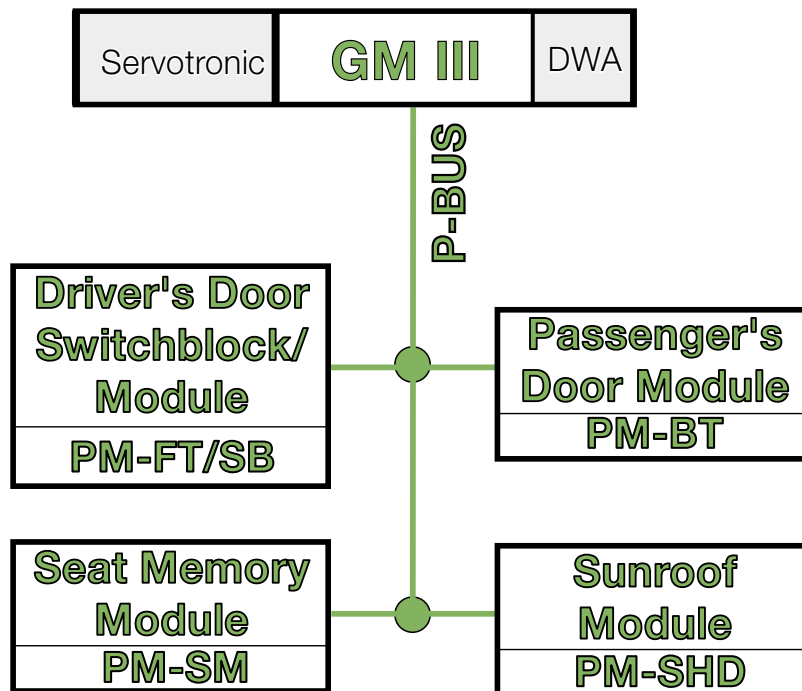 Servotronic
GM III
DWA
P-BUS
Driver's Door
Switchblock/
Module
PM-FT/SB
Passenger's
Door Module
PM-BT
Seat Memory
Module
PM-SM
Sunroof
Module
PM-SHD